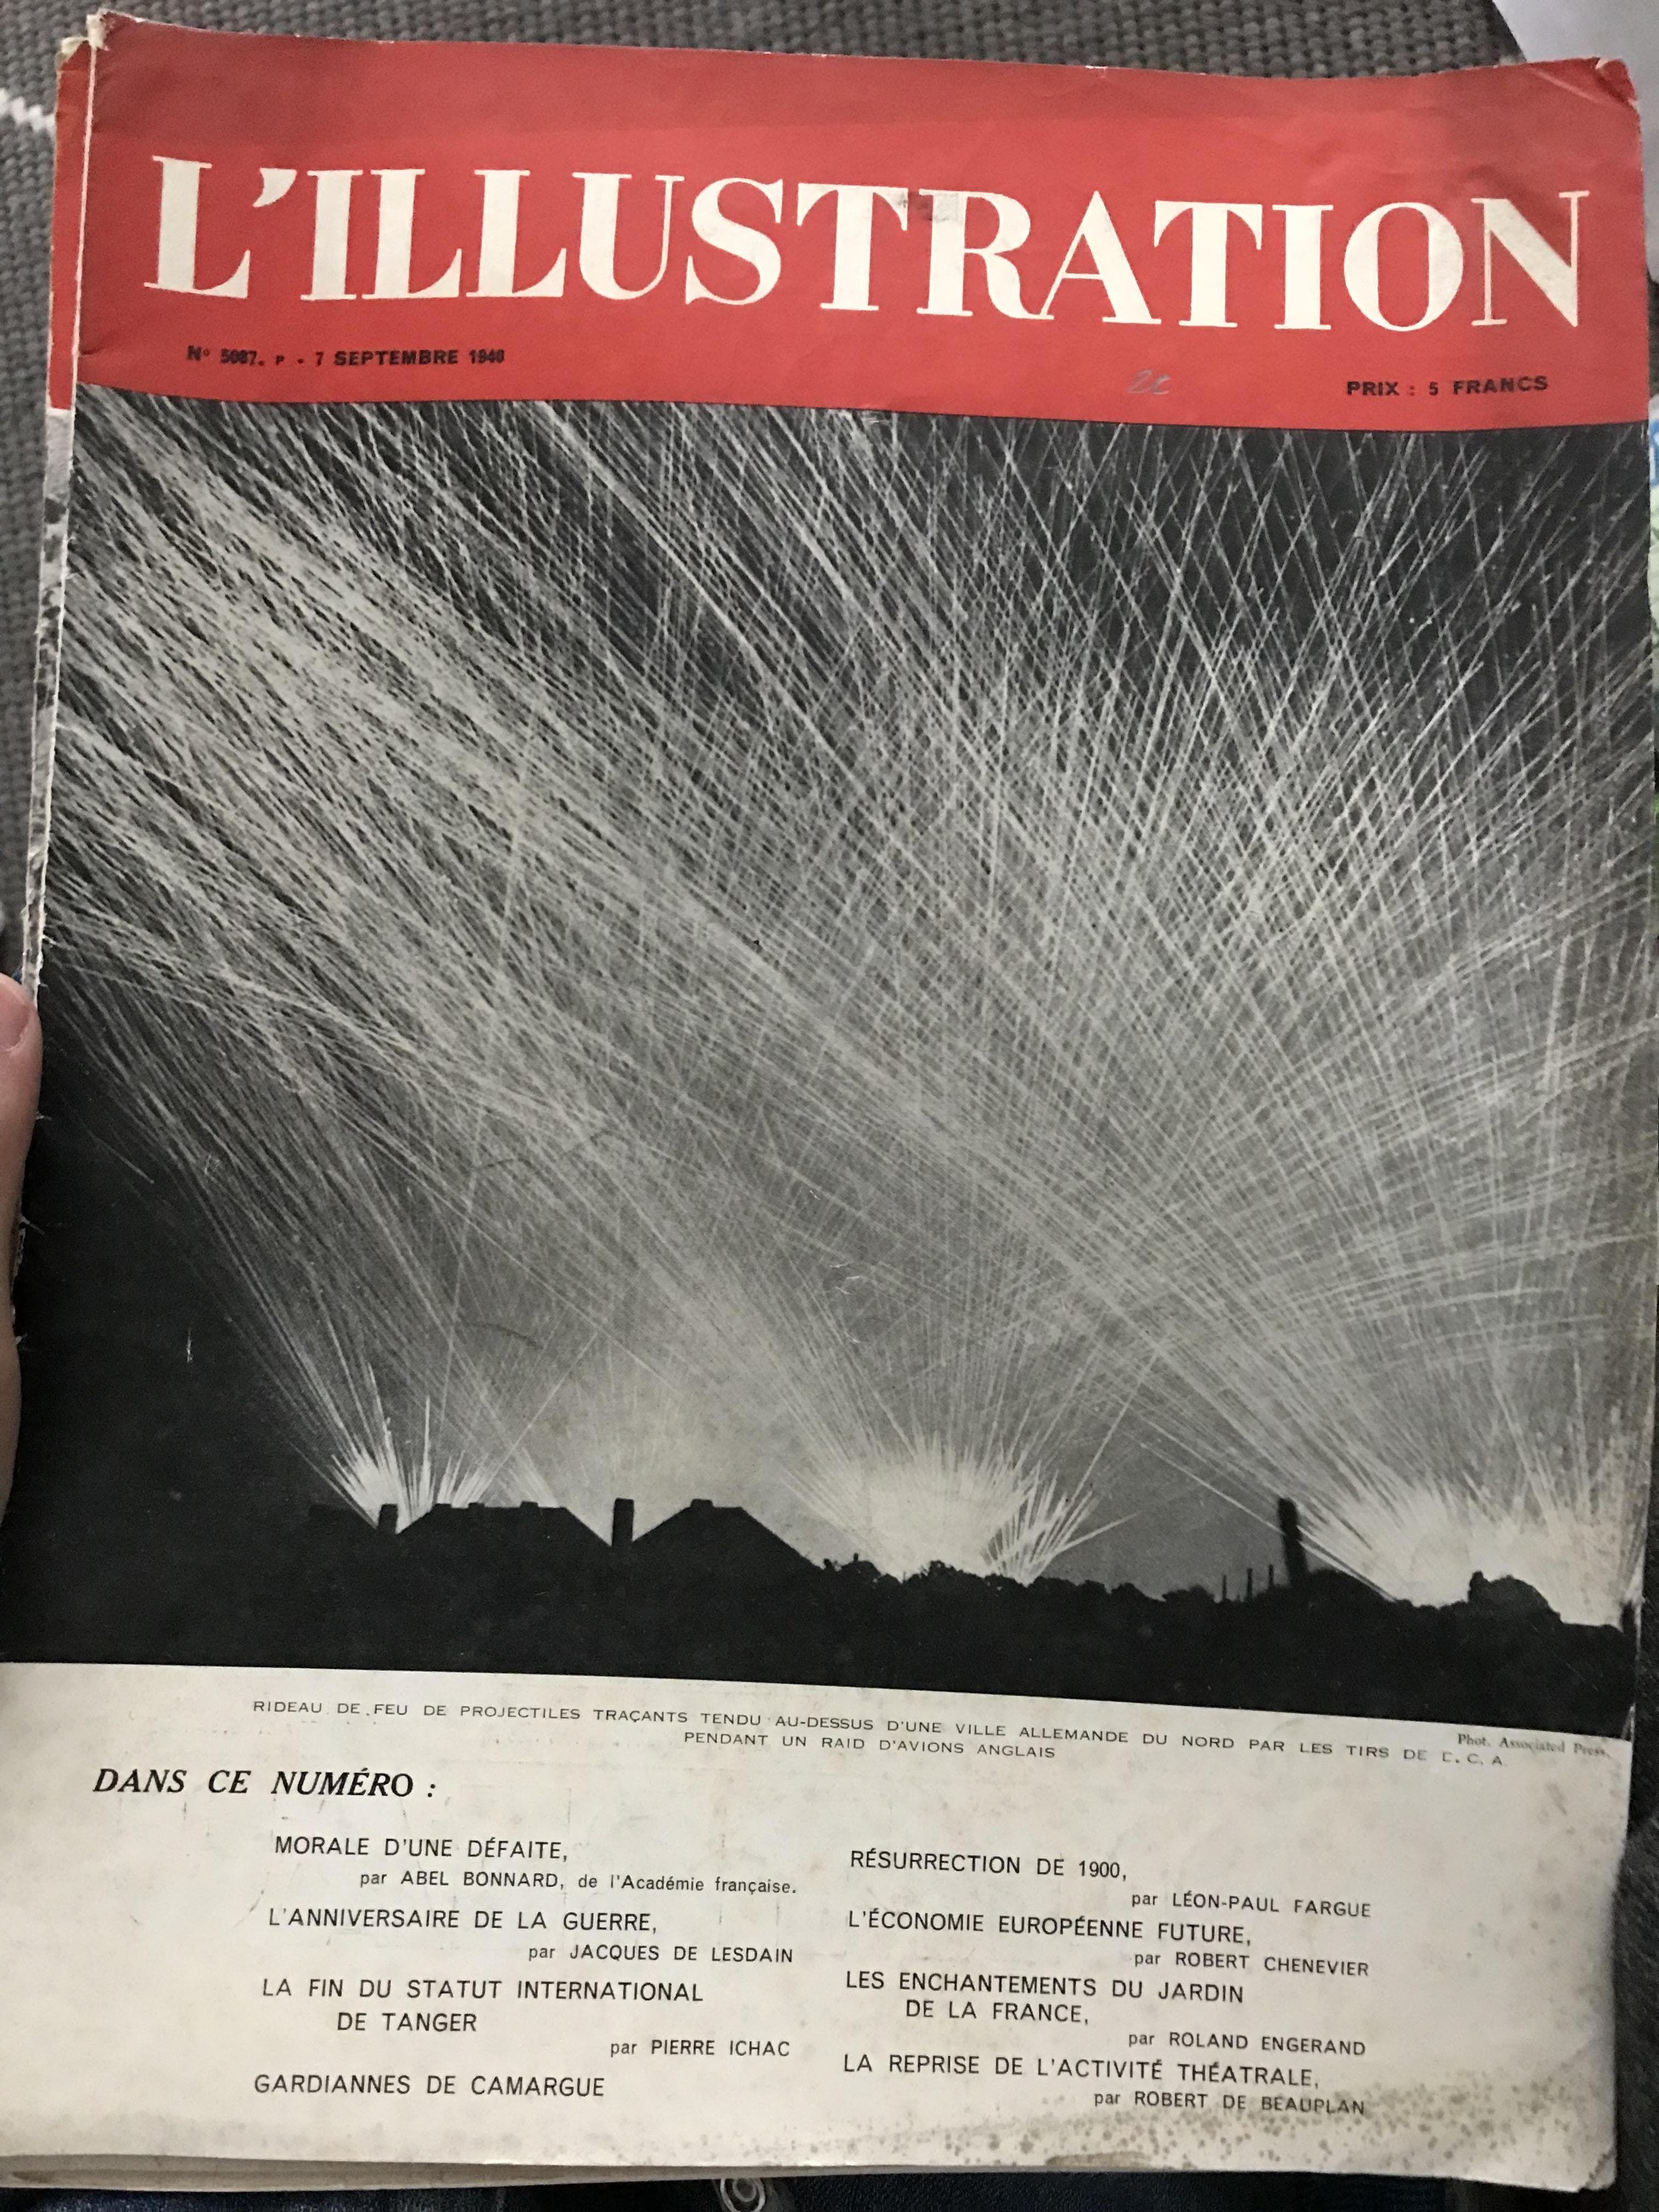 L'ILLUSTRATION
Nº 5087. P - 7 SEPTEMBRE 1940
PRIX : 5 FRANCS
RIDEAU DE FEU DE PROJECTILES TRAÇANTS TENDU AU-DESSUS D'UNE VILLE ALLEMANDE DU NORD PAR LES TIRS DE D.C.A.
PENDANT UN RAID D'AVIONS ANGLAIS
Phot. Associated Press.
DANS CE NUMÉRO :
MORALE D'UNE DÉFAITE,
par ABEL BONNARD, de l'Académie française.
L'ANNIVERSAIRE DE LA GUERRE,
par JACQUES DE LESDAIN
LA FIN DU STATUT INTERNATIONAL
DE TANGER
par PIERRE ICHAC
GARDIANNES DE CAMARGUE
RÉSURRECTION DE 1900,
par LÉON-PAUL FARGUE
L'ÉCONOMIE EUROPÉENNE FUTURE,
par ROBERT CHENEVIER
LES ENCHANTEMENTS DU JARDIN
DE LA FRANCE,
par ROLAND ENGERAND
LA REPRISE DE L'ACTIVITÉ THÉATRALE,
par ROBERT DE BEAUPLAN